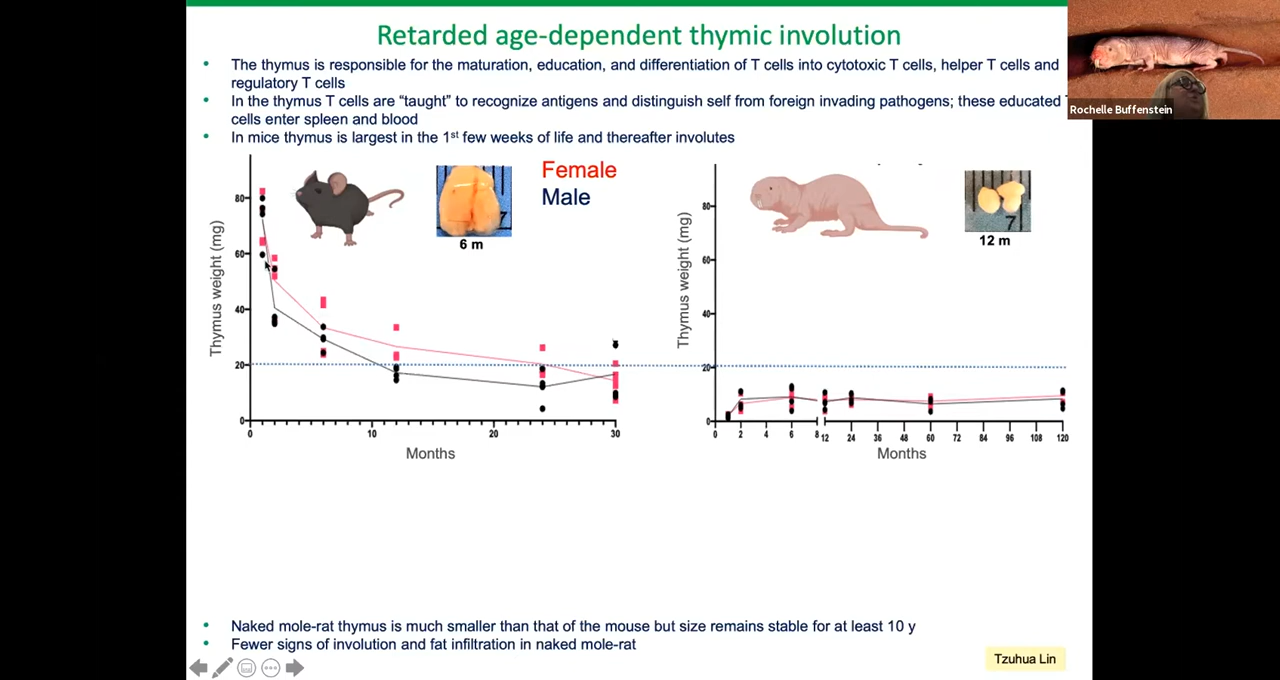 Retarded age-dependent thymic involution
• The thymus is responsible for the maturation, education, and differentiation of T cells into cytotoxic T cells, helper T cells and
regulatory T cells
• In the thymus T cells are “taught” to recognize antigens and distinguish self from foreign invading pathogens; these educated
cells enter spleen and blood
• In mice thymus is largest in the 1st few weeks of life and thereafter involutes
Rochelle Buffenstein
Female
Male
7
6 m
Thymus weight (mg)
80
60
40
20
0
0 10 20 30
Months
7
12 m
Thymus weight (mg)
80
60
40
20
0
0 2 4 6 8 12 24 36 48 60 72 84 96 108 120
Months
• Naked mole-rat thymus is much smaller than that of the mouse but size remains stable for at least 10 y
• Fewer signs of involution and fat infiltration in naked mole-rat
Tzuhua Lin